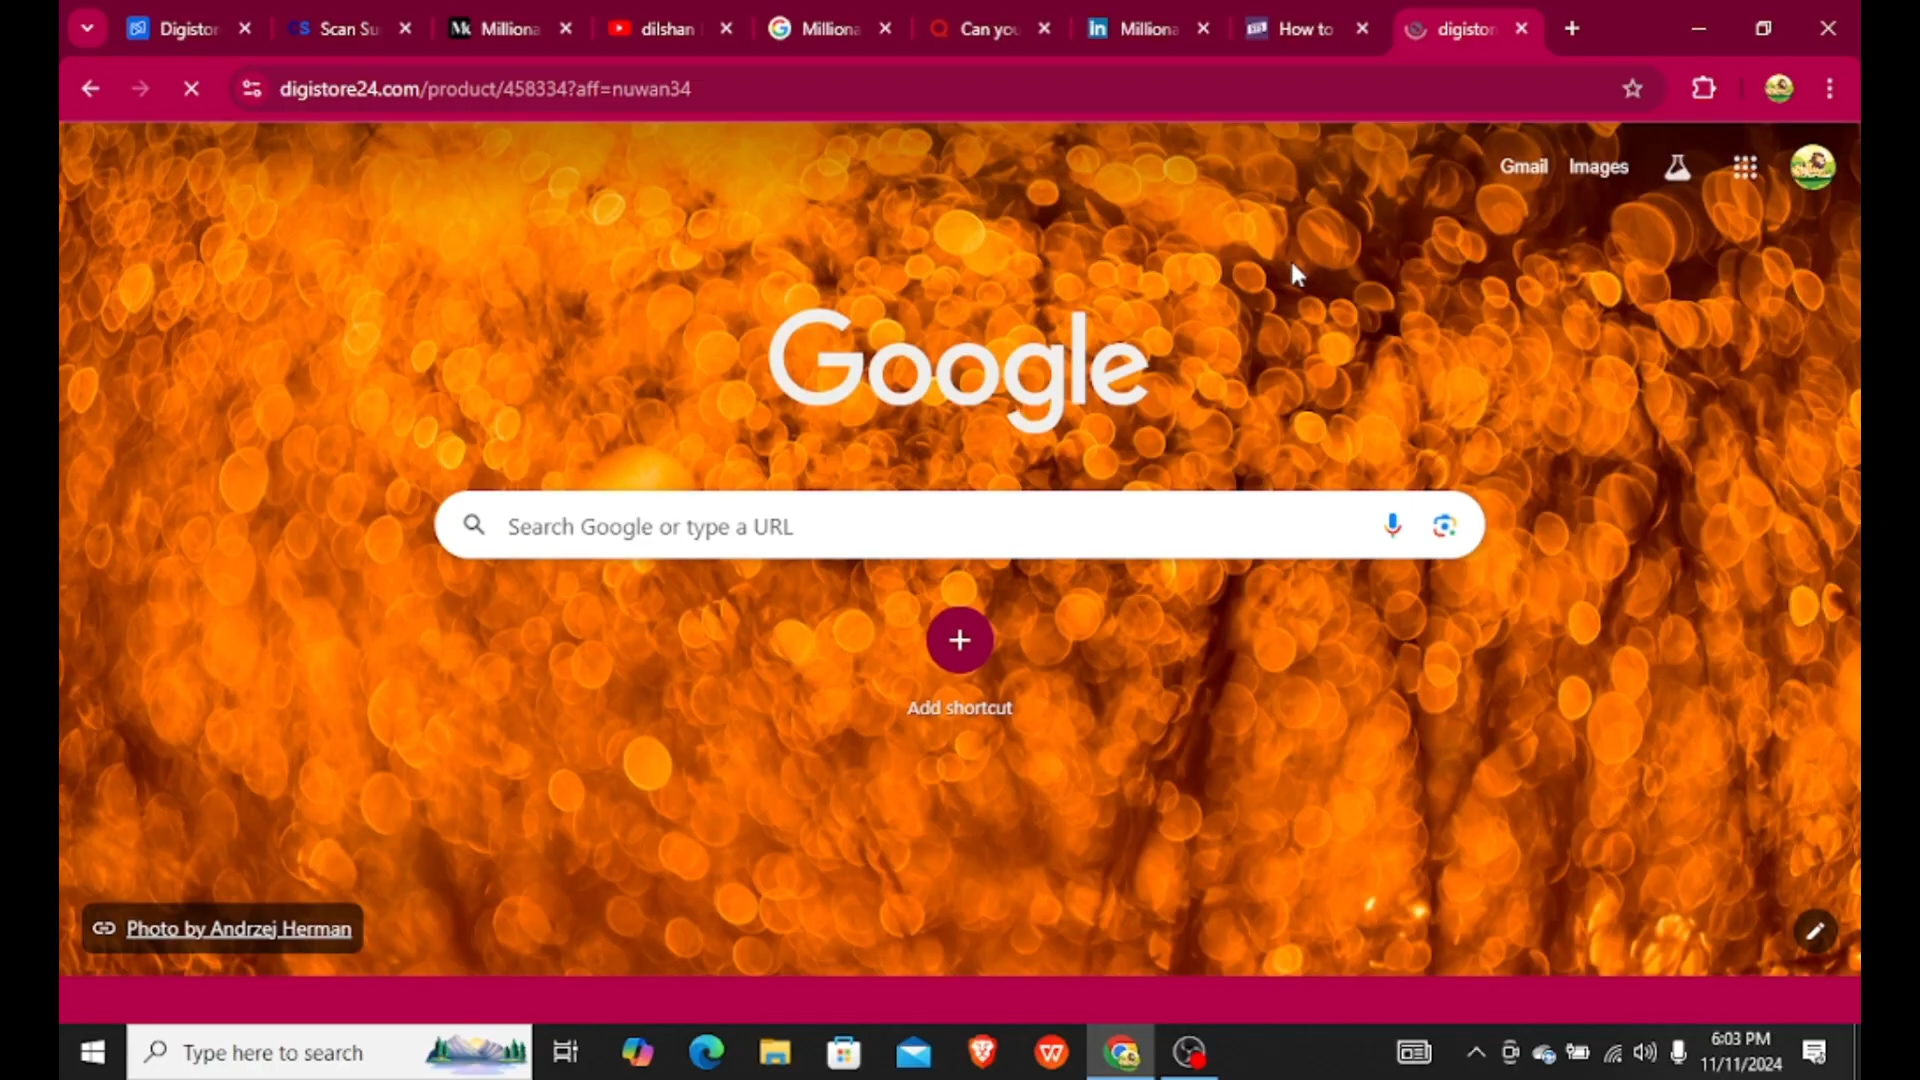 Digistor
Scan Su
Milliona
dilshan
Milliona
Can you
Milliona
How to
digistor
digistore24.com/product/458334?aff=nuwan34
Gmail
Images
Google
Search Google or type a URL
Add shortcut
Photo by Andrzej Herman
Type here to search
6:03 PM
11/11/2024